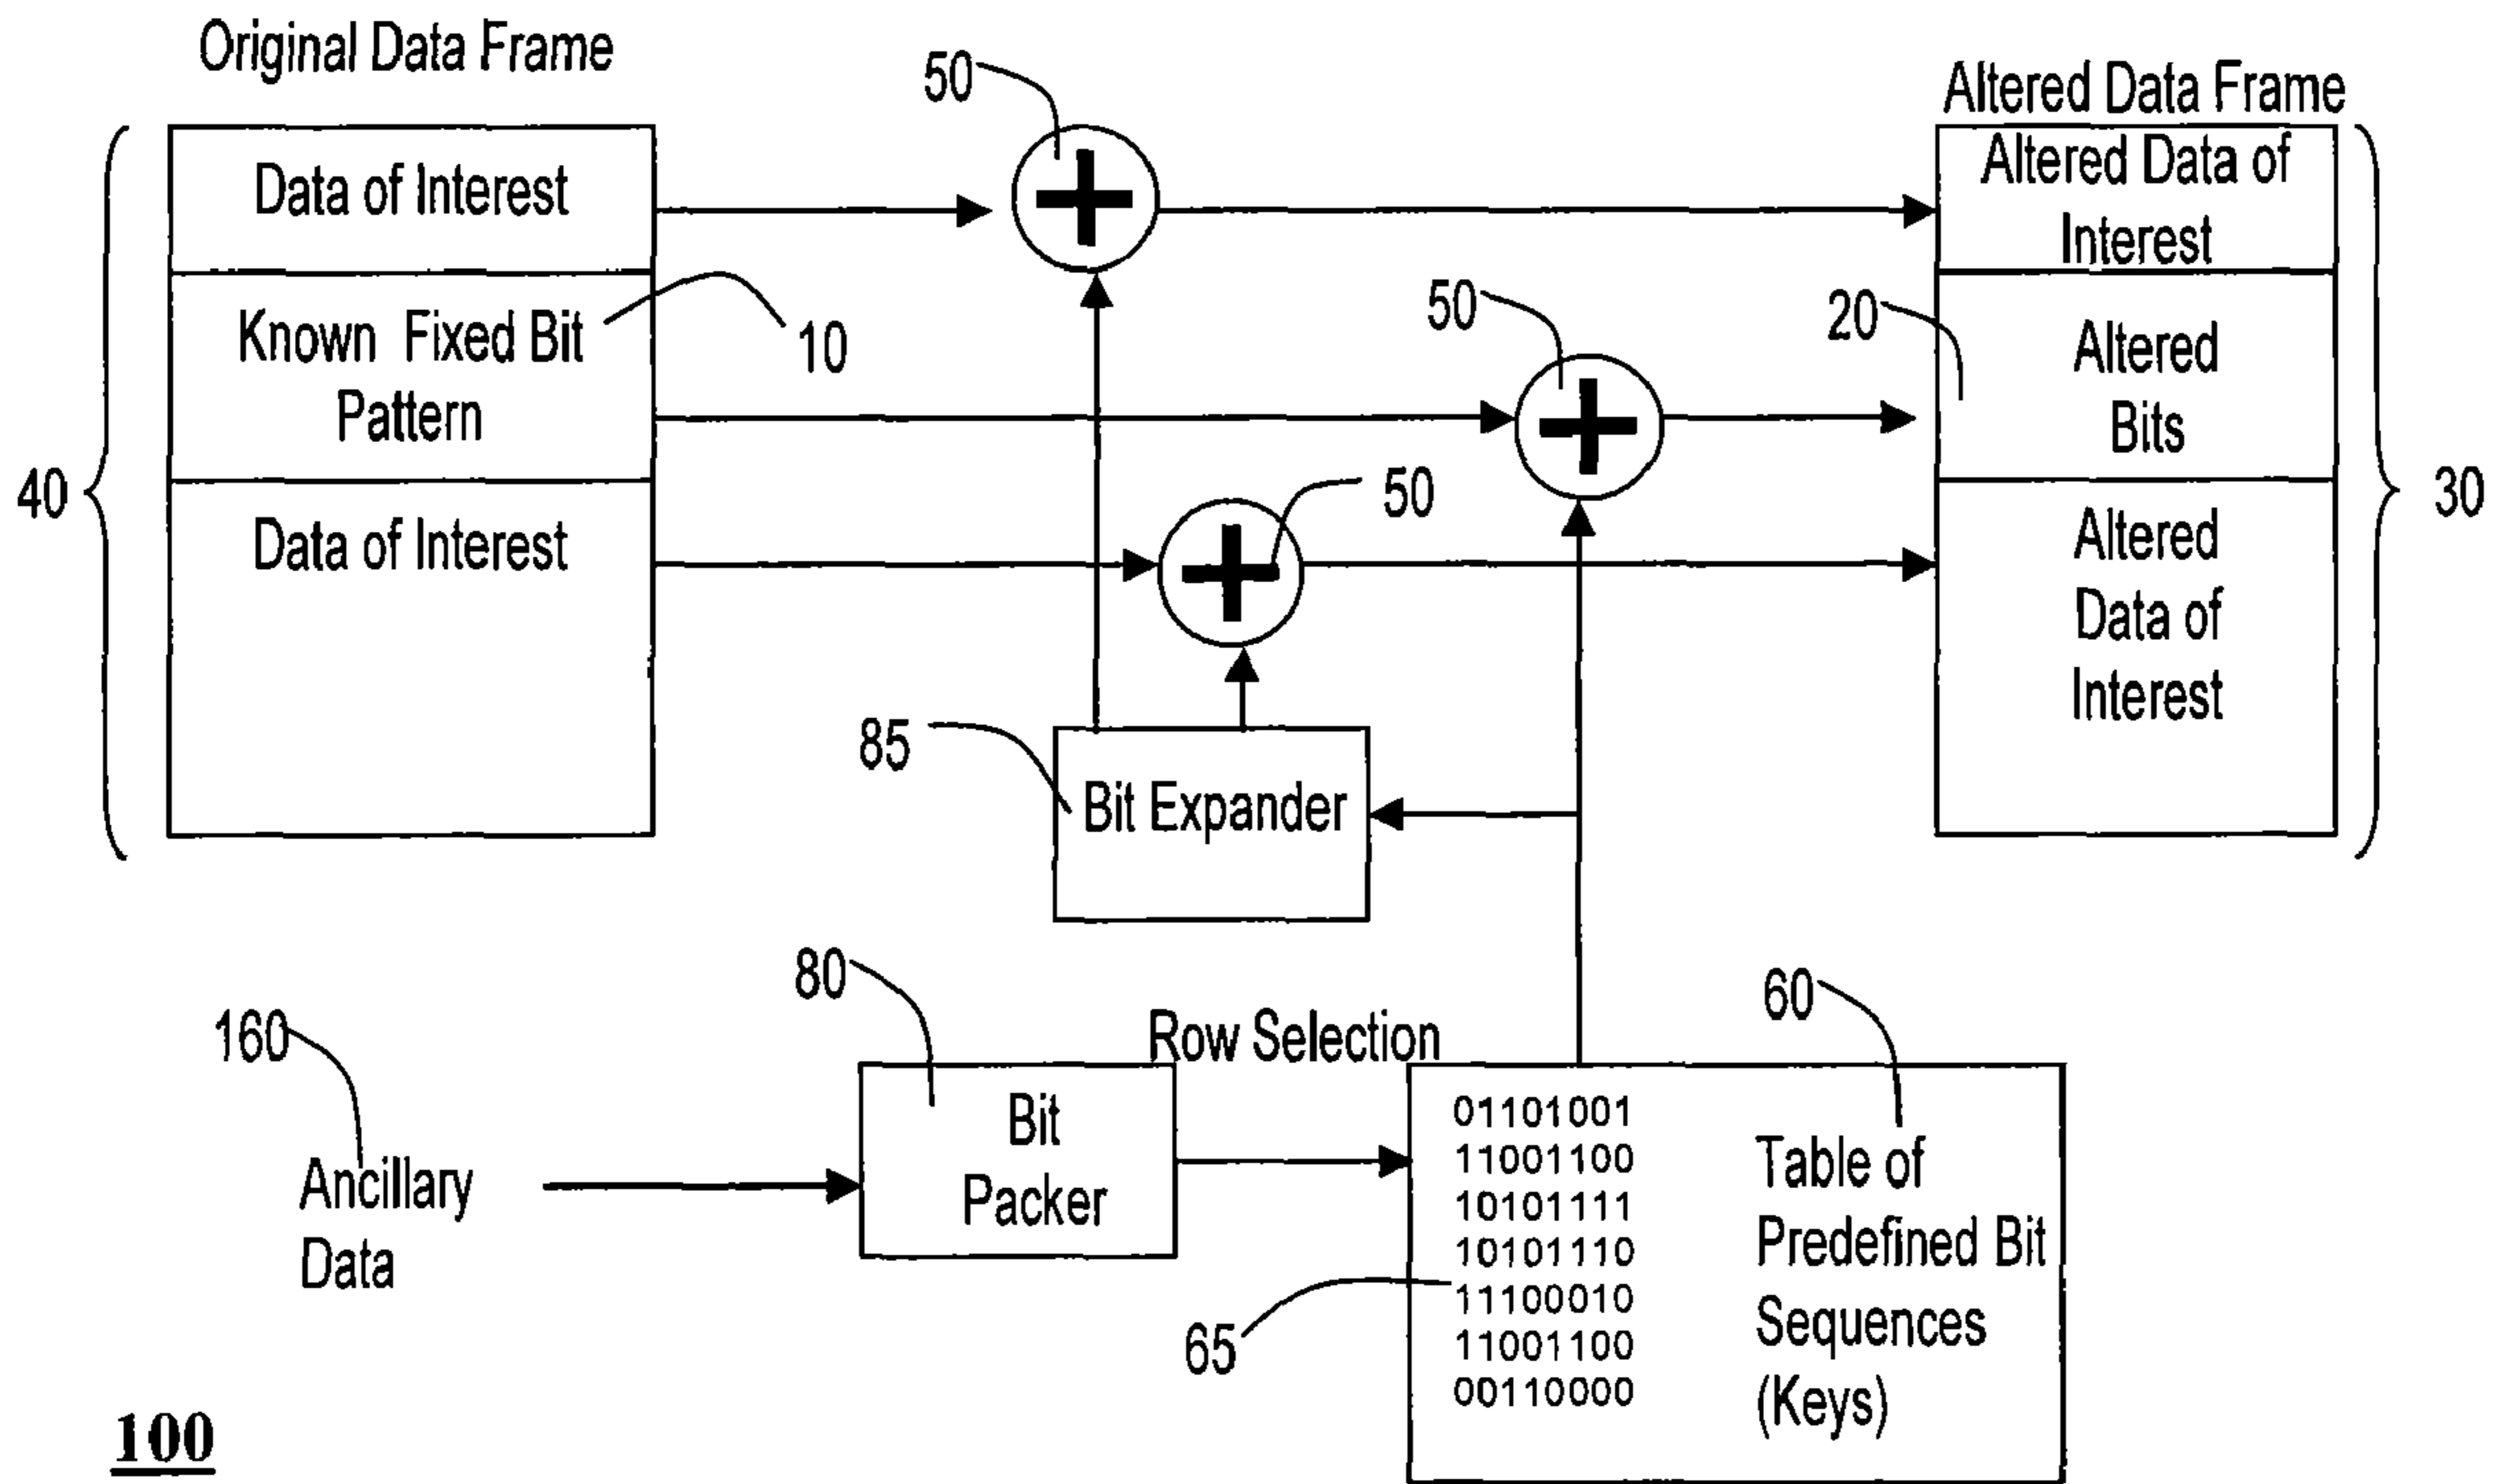 Original Data Frame
50
Altered Data Frame
Data of Interest
Altered Data of
Interest
Known Fixed Bit
Pattern
10
50
20
Altered
Bits
40
Data of Interest
50
30
Altered
Data of
Interest
85
Bit Expander
80
60
160
Row Selection
Ancillary
Data
Bit
Packer
01101001
11001100
10101111
10101110
11100010
11001100
00110000
65
Table of
Predefined Bit
Sequences
(Keys)
100